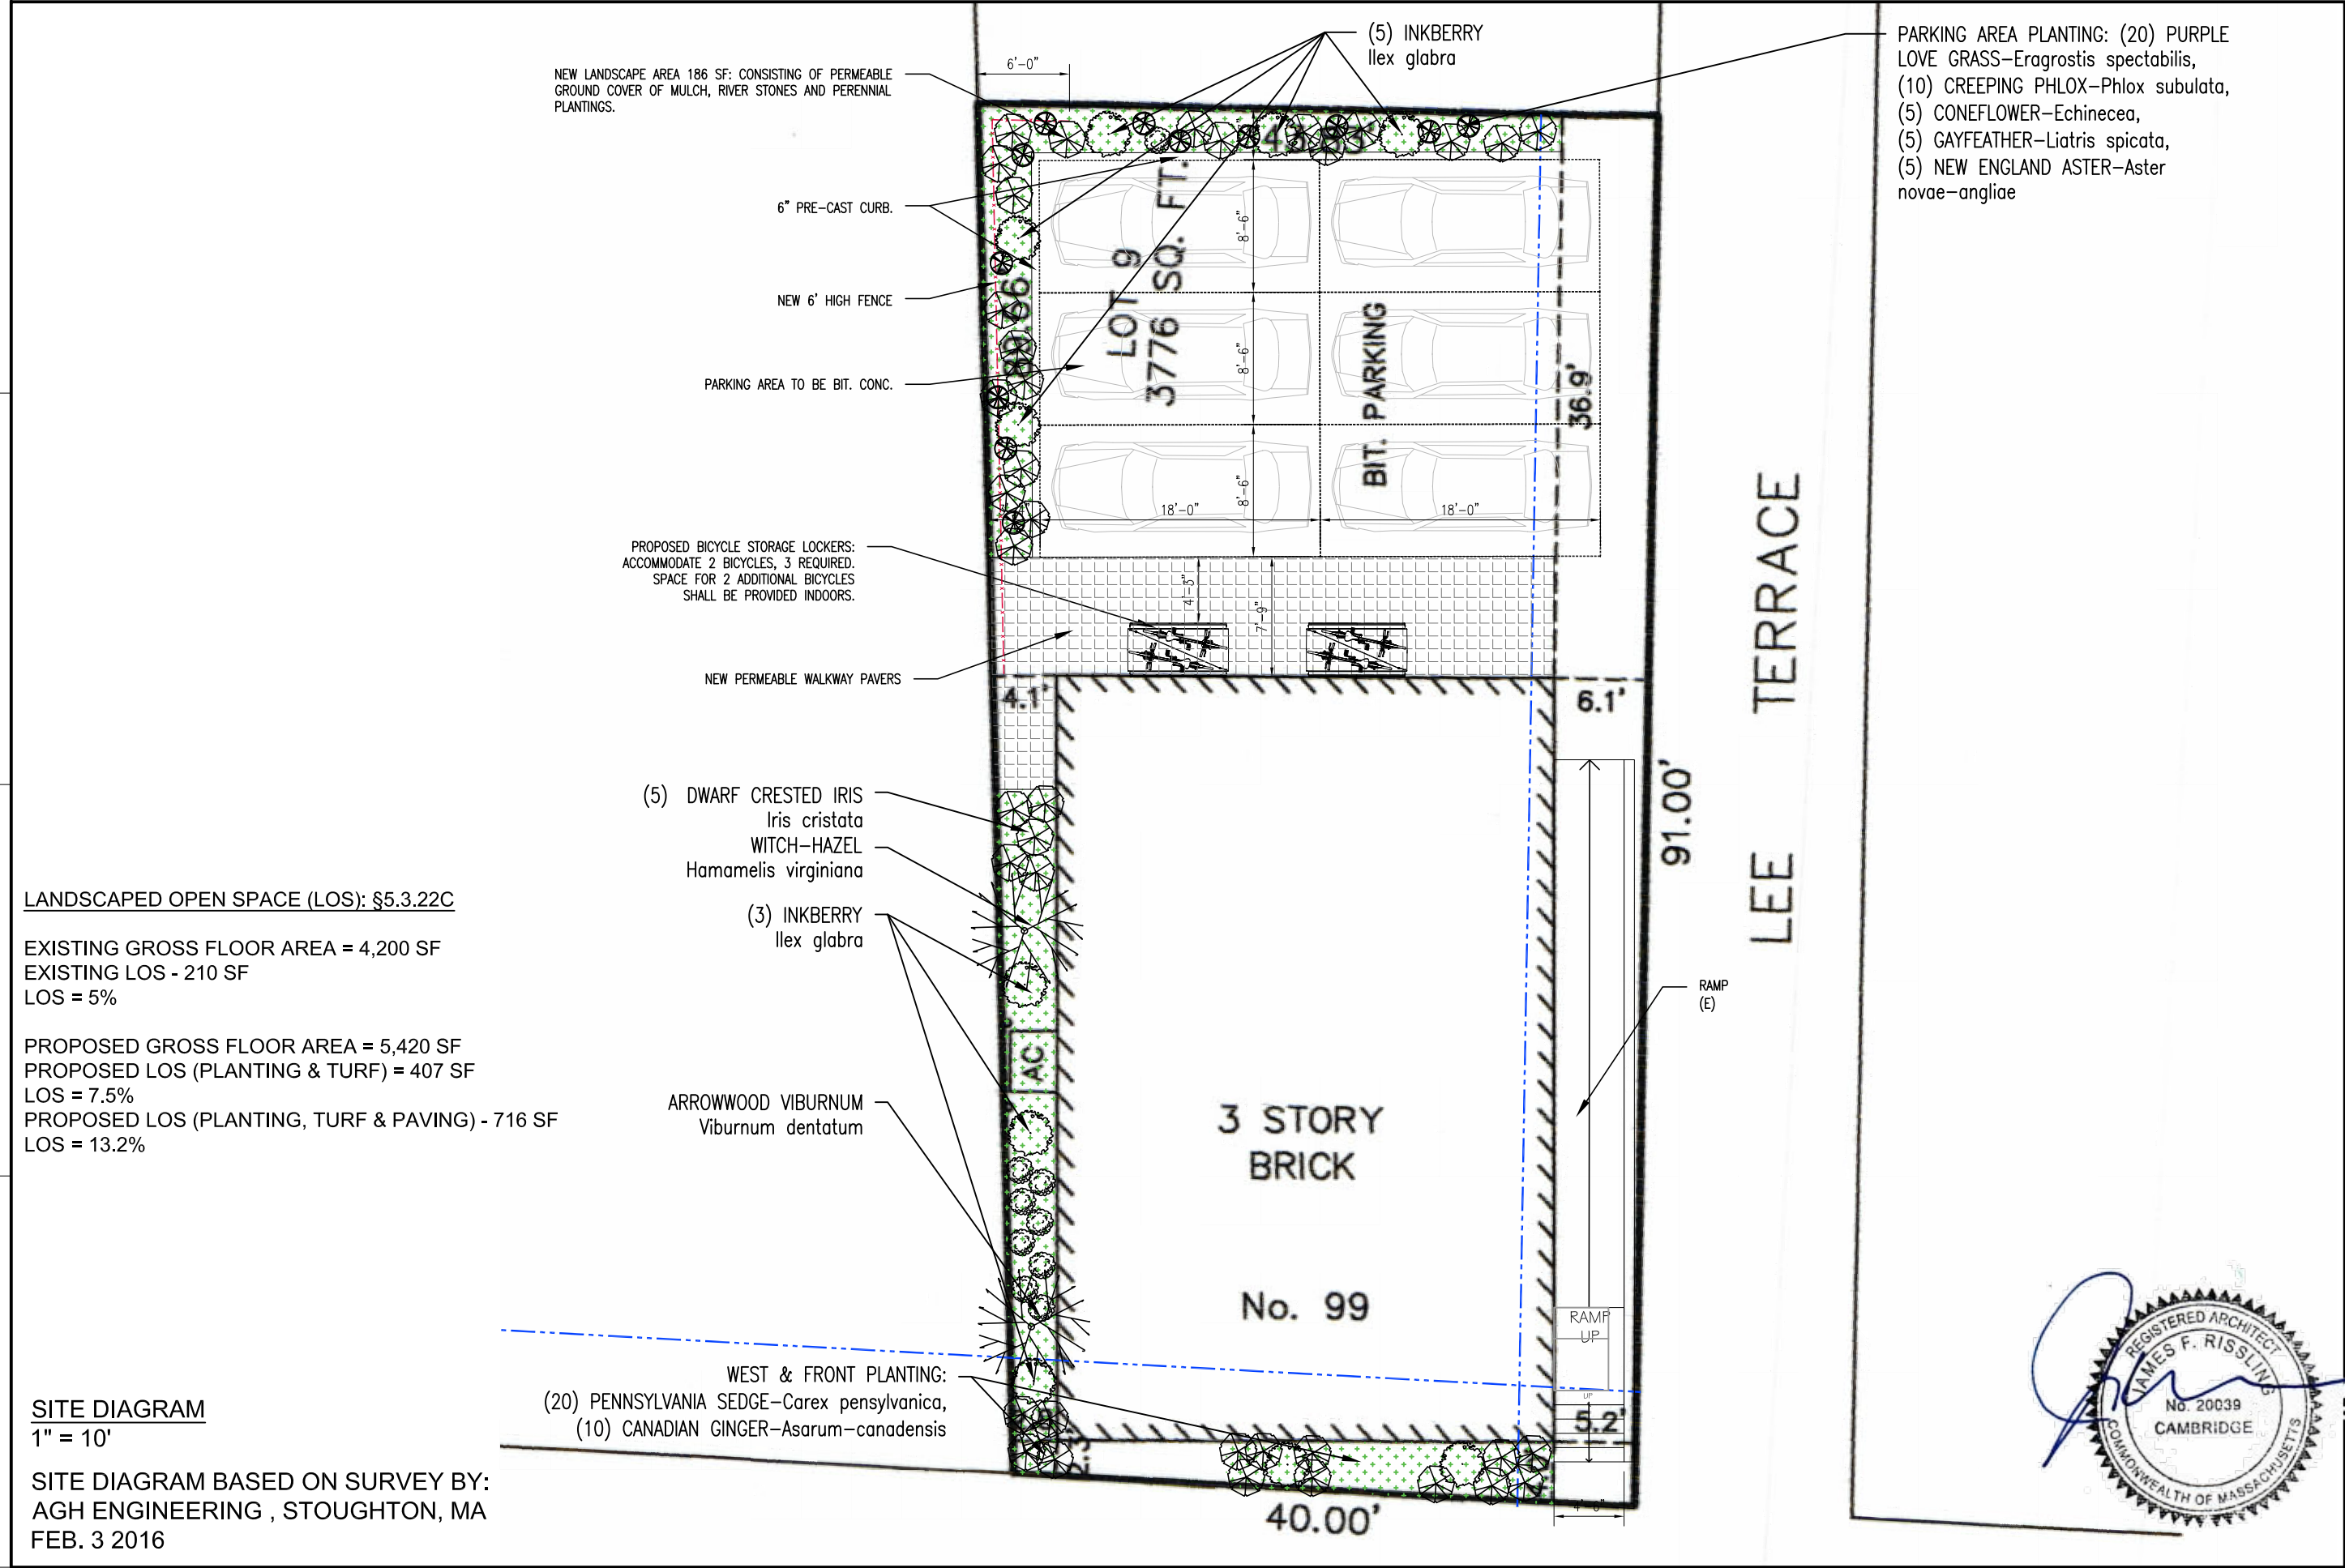 (5) INKBERRY
Ilex glabra
PARKING AREA PLANTING: (20) PURPLE
LOVE GRASS-Eragrostis spectabilis,
(10) CREEPING PHLOX-Phlox subulata,
(5) CONEFLOWER-Echinecea,
(5) GAYFEATHER-Liatris spicata,
(5) NEW ENGLAND ASTER-Aster
novae-angliae
6'-0"
NEW LANDSCAPE AREA 186 SF: CONSISTING OF PERMEABLE
GROUND COVER OF MULCH, RIVER STONES AND PERENNIAL
PLANTINGS.
6" PRE-CAST CURB.
NEW 6' HIGH FENCE
PARKING AREA TO BE BIT. CONC.
LOT 9
3776 SQ. FT.
BIT. PARKING
8'-6"
8'-6"
8'-6"
18'-0"
18'-0"
36.9'
PROPOSED BICYCLE STORAGE LOCKERS:
ACCOMMODATE 2 BICYCLES, 3 REQUIRED.
SPACE FOR 2 ADDITIONAL BICYCLES
SHALL BE PROVIDED INDOORS.
4'-3"
7'-9"
NEW PERMEABLE WALKWAY PAVERS
4.1'
6.1'
LEE TERRACE
91.00'
(5) DWARF CRESTED IRIS
Iris cristata
WITCH-HAZEL
Hamamelis virginiana
(3) INKBERRY
Ilex glabra
AC
RAMP
(E)
ARROWWOOD VIBURNUM
Viburnum dentatum
3 STORY
BRICK
No. 99
RAMP
UP
UP
WEST & FRONT PLANTING:
(20) PENNSYLVANIA SEDGE-Carex pensylvanica,
(10) CANADIAN GINGER-Asarum-canadensis
5.2'
40.00'
LANDSCAPED OPEN SPACE (LOS): §5.3.22C
EXISTING GROSS FLOOR AREA = 4,200 SF
EXISTING LOS - 210 SF
LOS = 5%
PROPOSED GROSS FLOOR AREA = 5,420 SF
PROPOSED LOS (PLANTING & TURF) = 407 SF
LOS = 7.5%
PROPOSED LOS (PLANTING, TURF & PAVING) - 716 SF
LOS = 13.2%
SITE DIAGRAM
1" = 10'
SITE DIAGRAM BASED ON SURVEY BY:
AGH ENGINEERING , STOUGHTON, MA
FEB. 3 2016
REGISTERED ARCHITECT
JAMES F. RISSLING
No. 20039
CAMBRIDGE
COMMONWEALTH OF MASSACHUSETTS